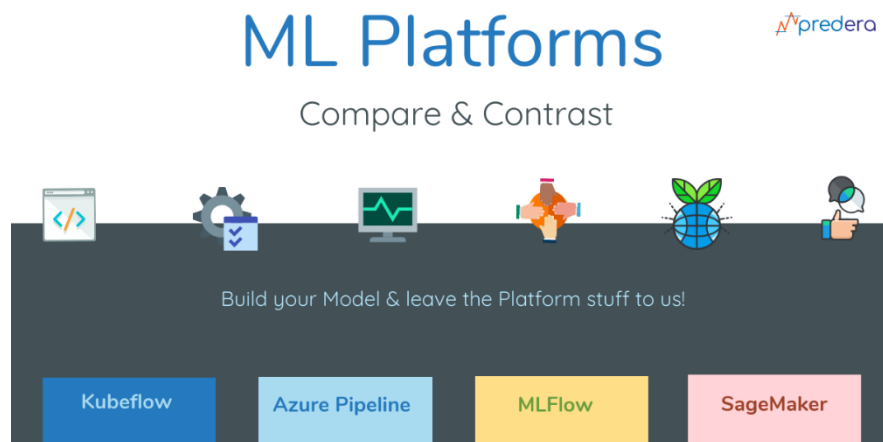 ML Platforms
predera
Compare & Contrast
</>
Build your Model & leave the Platform stuff to us!
Kubeflow
Azure Pipeline
MLFlow
SageMaker